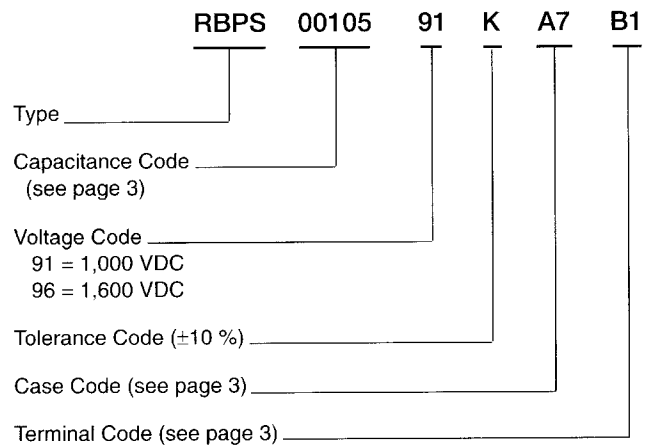 RBPS 00105 91 K A7 B1
Type
Capacitance Code
(see page 3)
Voltage Code
91 = 1,000 VDC
96 = 1,600 VDC
Tolerance Code (±10 %)
Case Code (see page 3)
Terminal Code (see page 3)